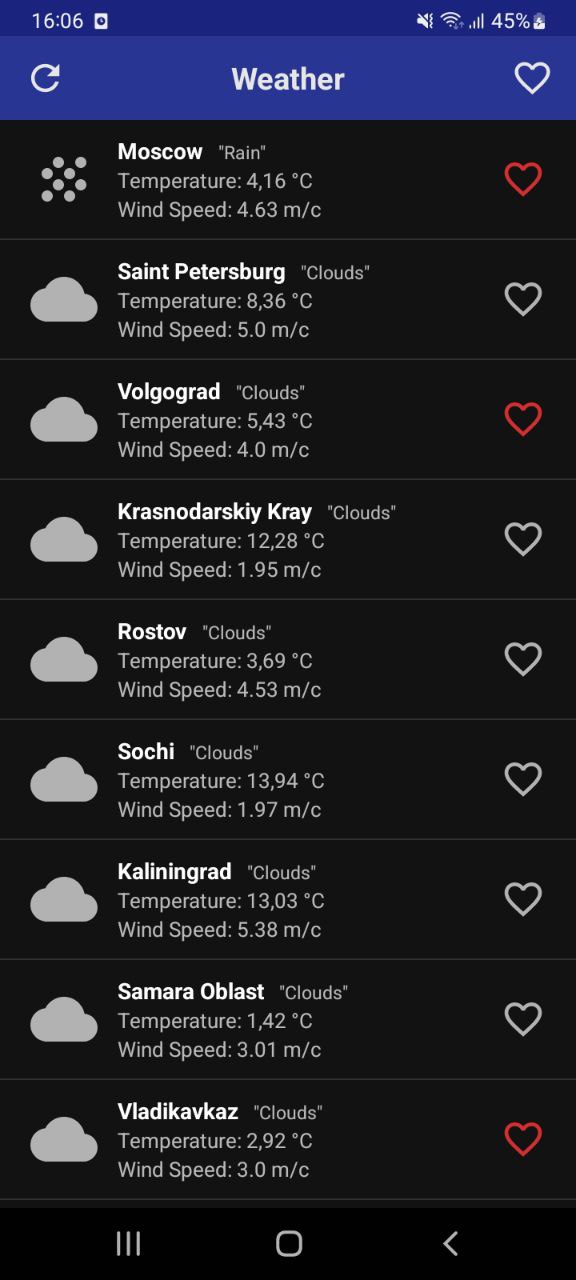 16:06 45%
Weather
Moscow "Rain"
Temperature: 4,16 °C
Wind Speed: 4.63 m/c
Saint Petersburg "Clouds"
Temperature: 8,36 °C
Wind Speed: 5.0 m/c
Volgograd "Clouds"
Temperature: 5,43 °C
Wind Speed: 4.0 m/c
Krasnodarskiy Kray "Clouds"
Temperature: 12,28 °C
Wind Speed: 1.95 m/c
Rostov "Clouds"
Temperature: 3,69 °C
Wind Speed: 4.53 m/c
Sochi "Clouds"
Temperature: 13,94 °C
Wind Speed: 1.97 m/c
Kaliningrad "Clouds"
Temperature: 13,03 °C
Wind Speed: 5.38 m/c
Samara Oblast "Clouds"
Temperature: 1,42 °C
Wind Speed: 3.01 m/c
Vladikavkaz "Clouds"
Temperature: 2,92 °C
Wind Speed: 3.0 m/c